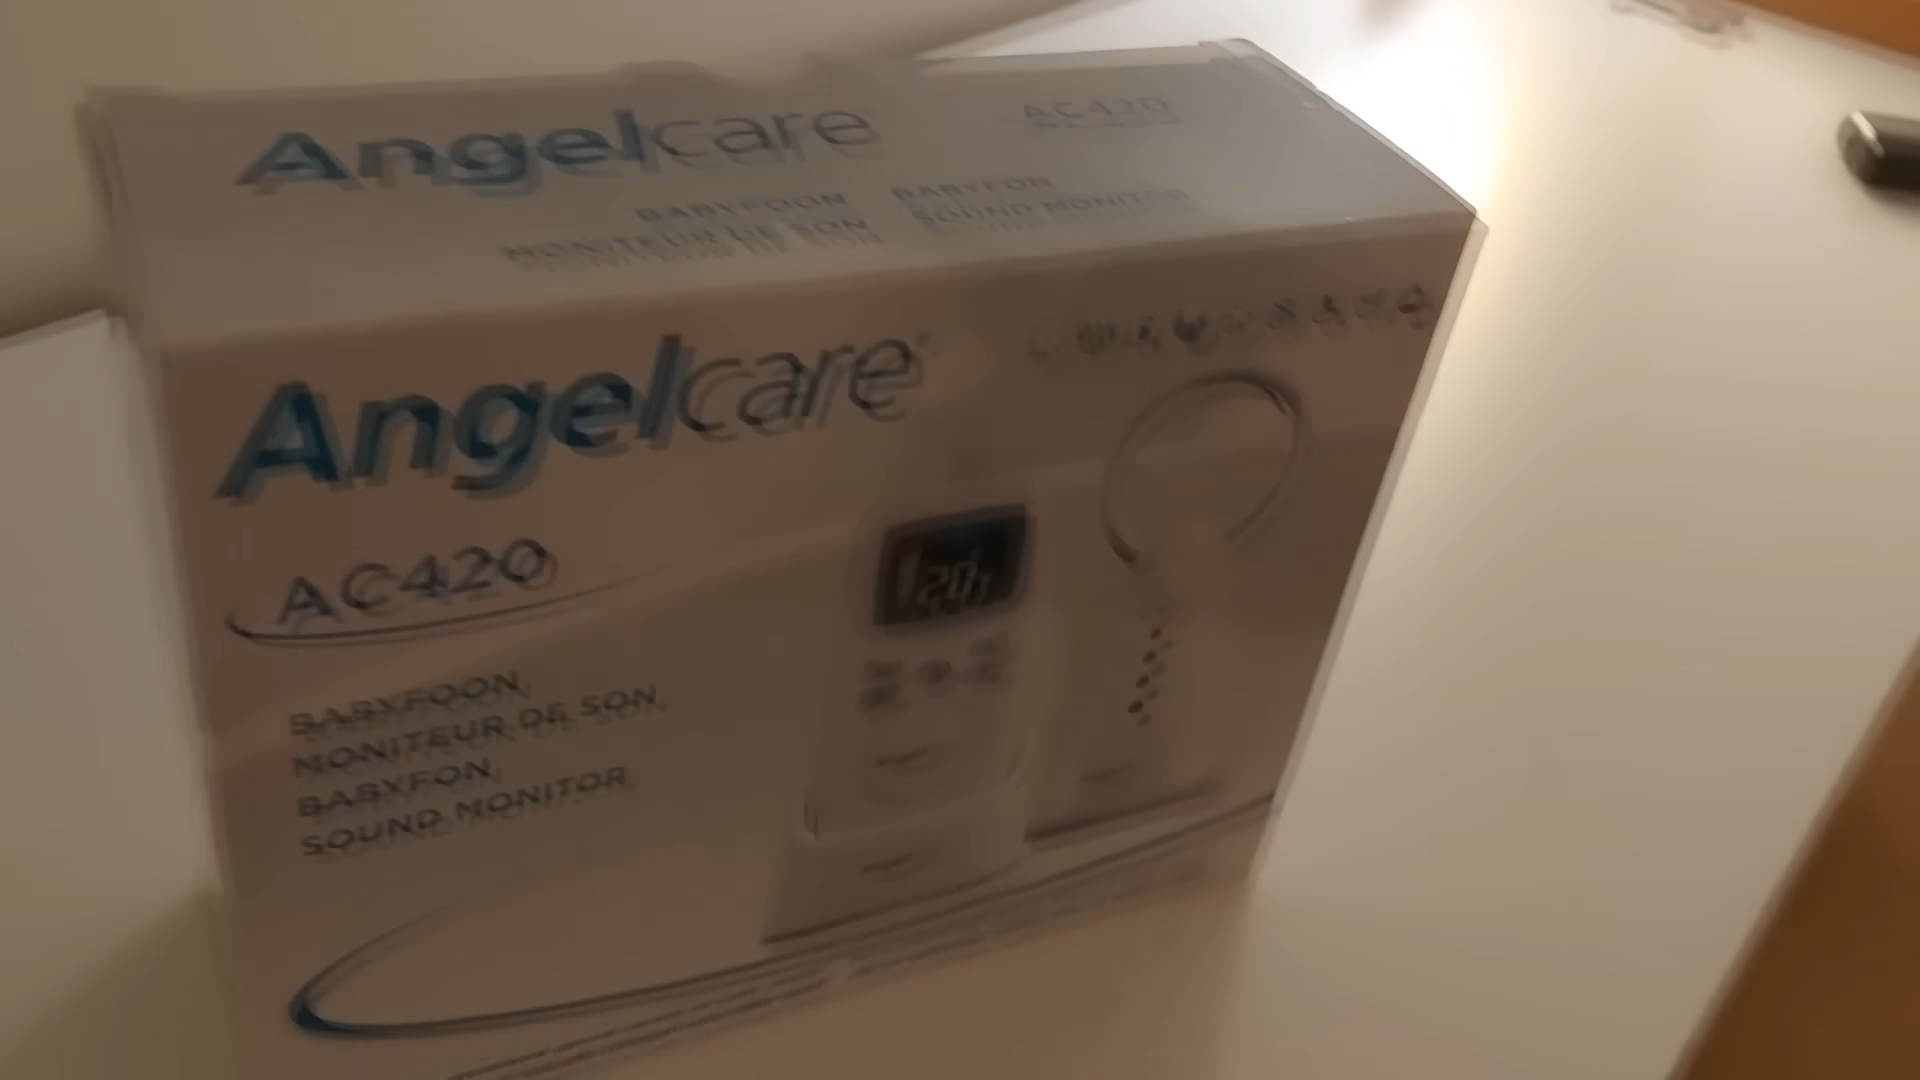 Angelcare
AC420
BABYFOON
BABYFON
MONITEUR DE SON
SOUND MONITOR
Angelcare
AC420
BABYFOON,
MONITEUR DE SON,
BABYFON,
SOUND MONITOR